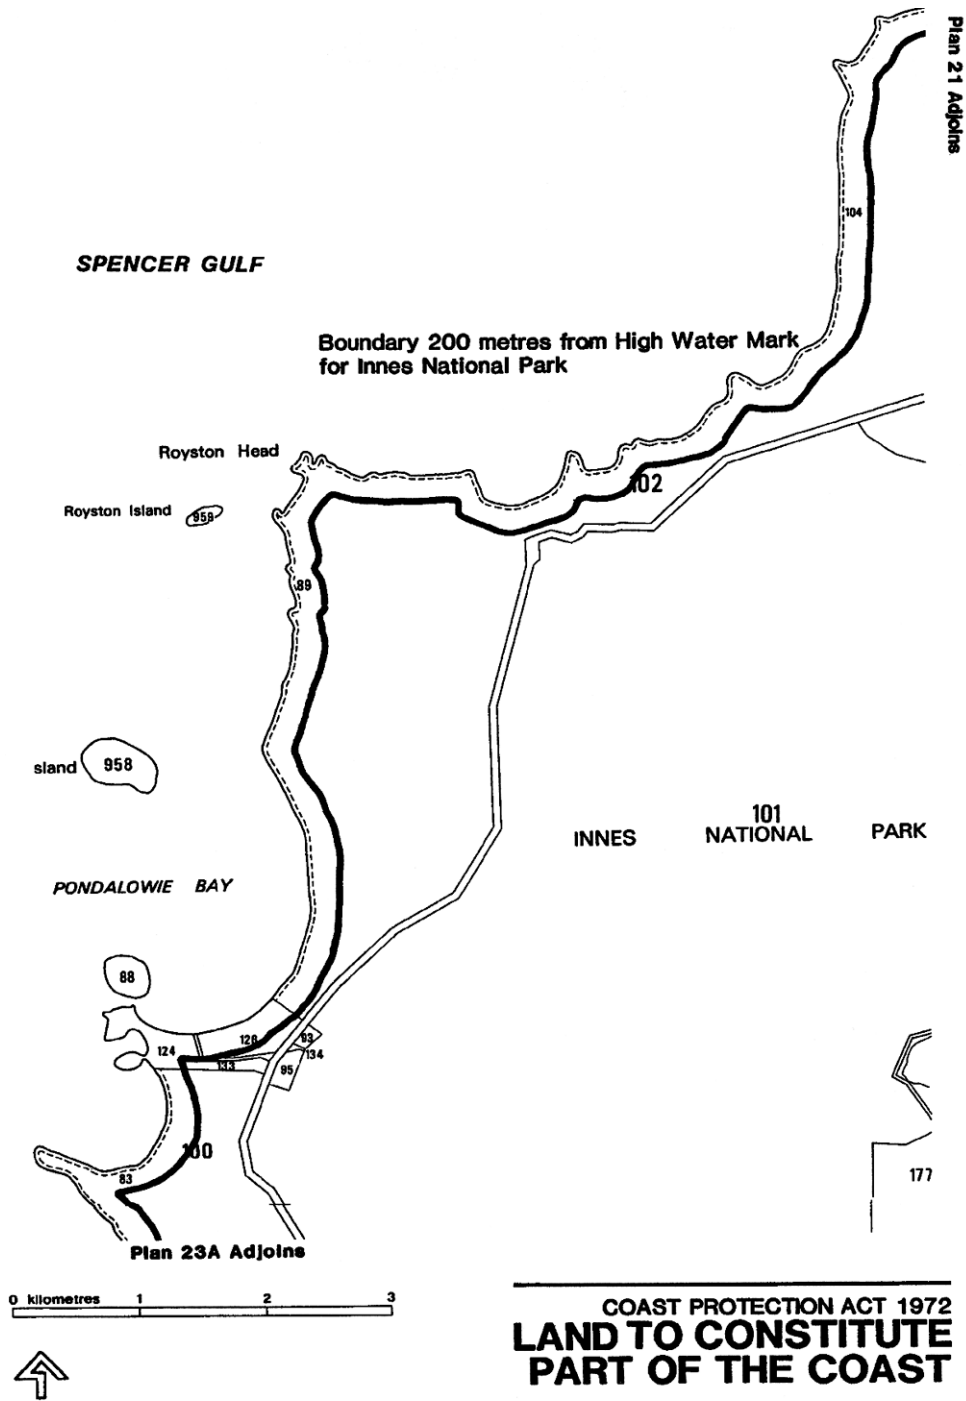 Plan 21 Adjoins
104
SPENCER GULF
Boundary 200 metres from High Water Mark
for Innes National Park
Royston Head
102
Royston Island
958
89
sland
958
101
INNES NATIONAL PARK
PONDALOWIE BAY
88
124
128
93
133
134
95
100
83
177
Plan 23A Adjoins
0 kilometres 1 2 3
COAST PROTECTION ACT 1972
LAND TO CONSTITUTE
PART OF THE COAST